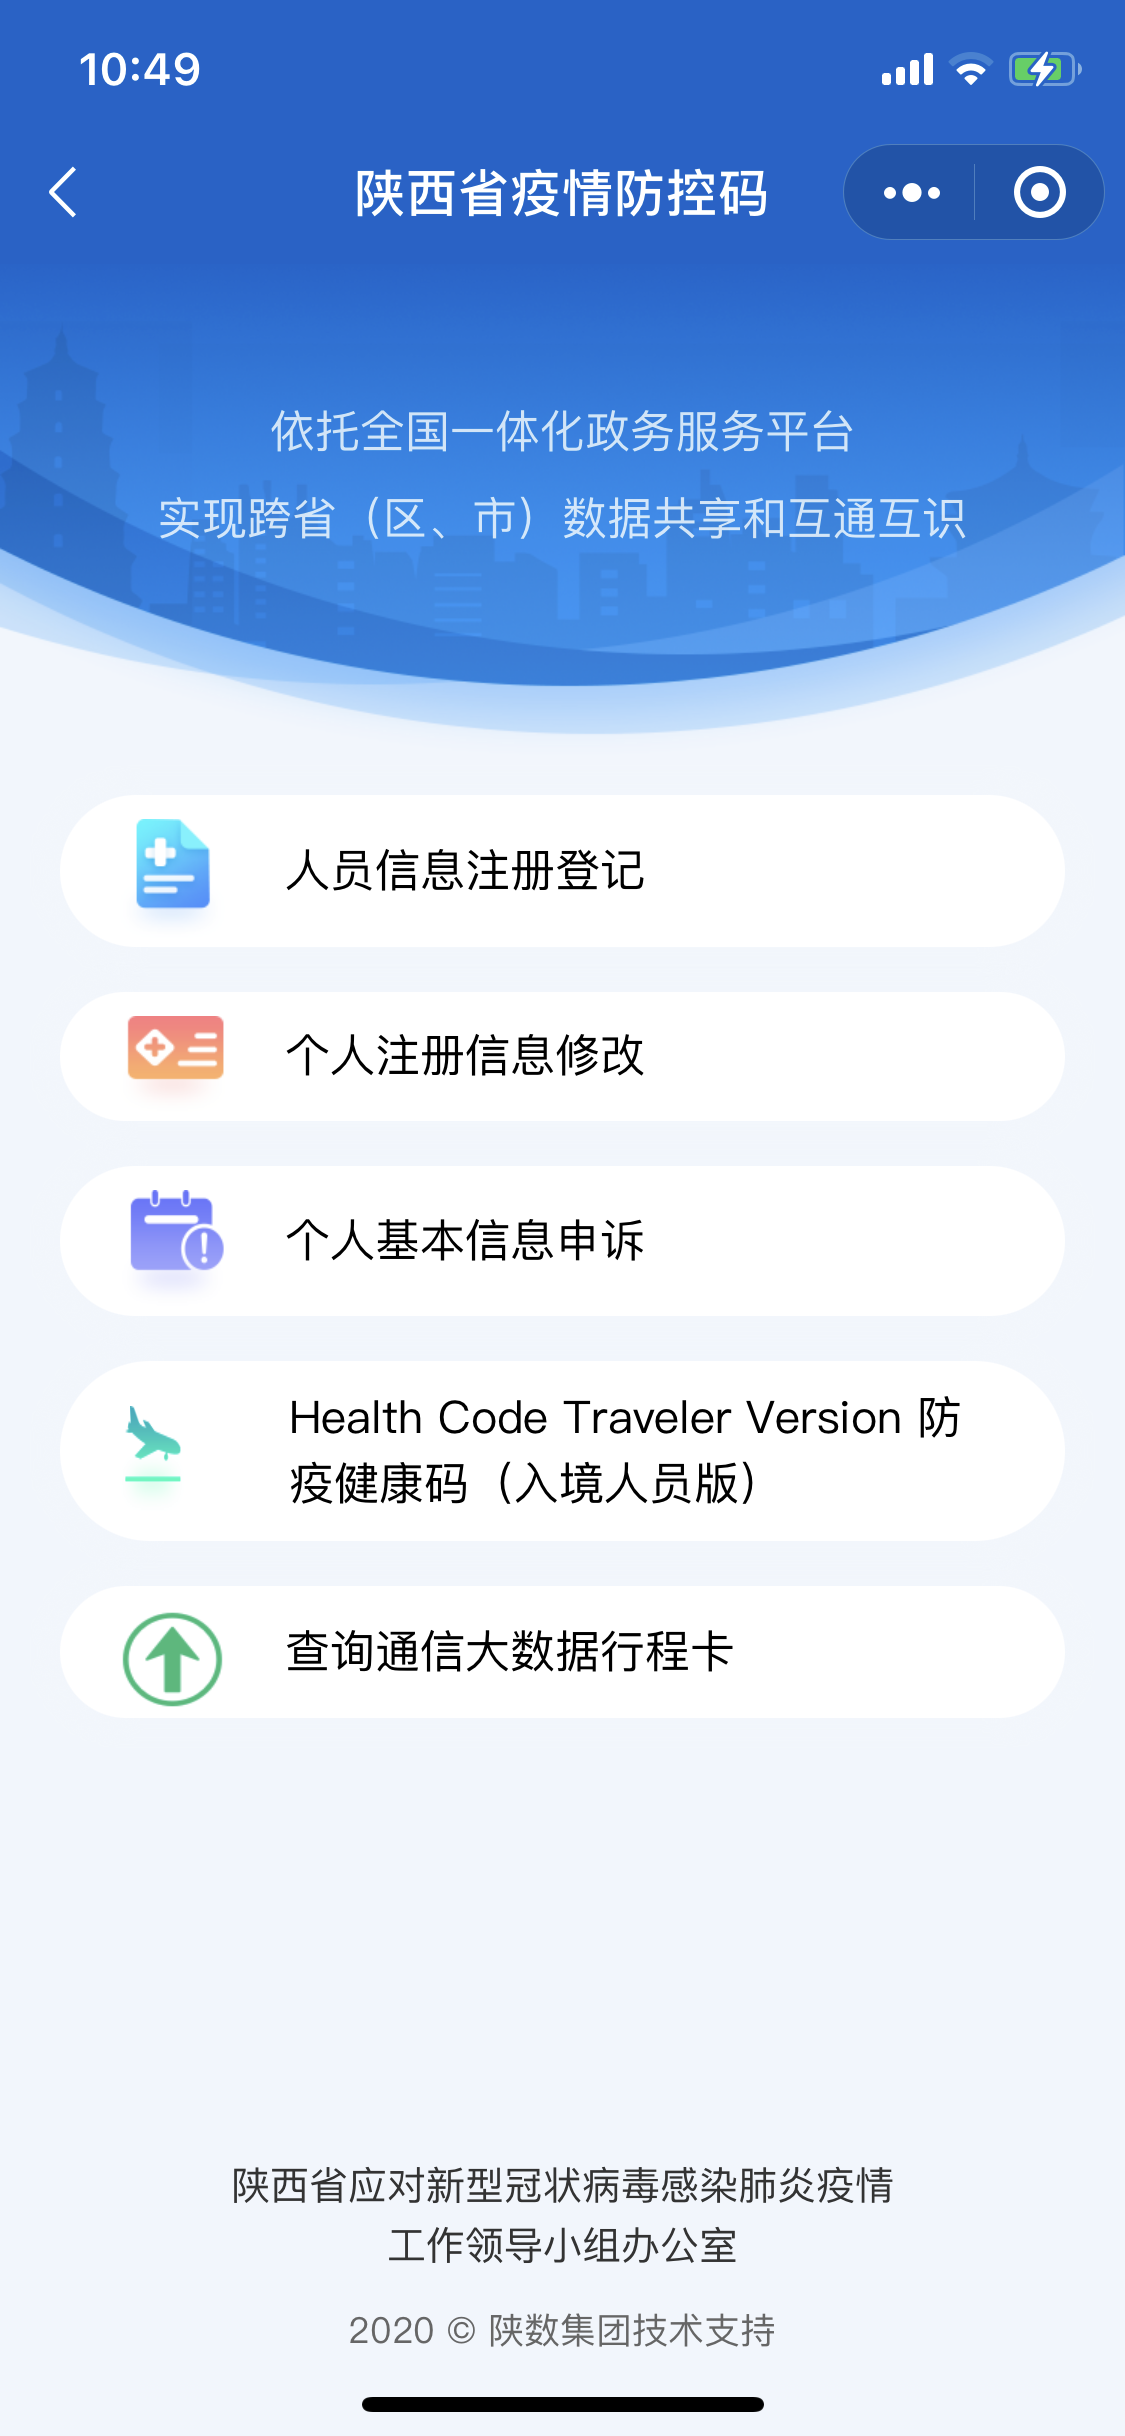 10:49
陕西省疫情防控码
依托全国一体化政务服务平台
实现跨省（区、市）数据共享和互通互识
人员信息注册登记
个人注册信息修改
个人基本信息申诉
Health Code Traveler Version 防
疫健康码（入境人员版）
查询通信大数据行程卡
陕西省应对新型冠状病毒感染肺炎疫情
工作领导小组办公室
2020 © 陕数集团技术支持